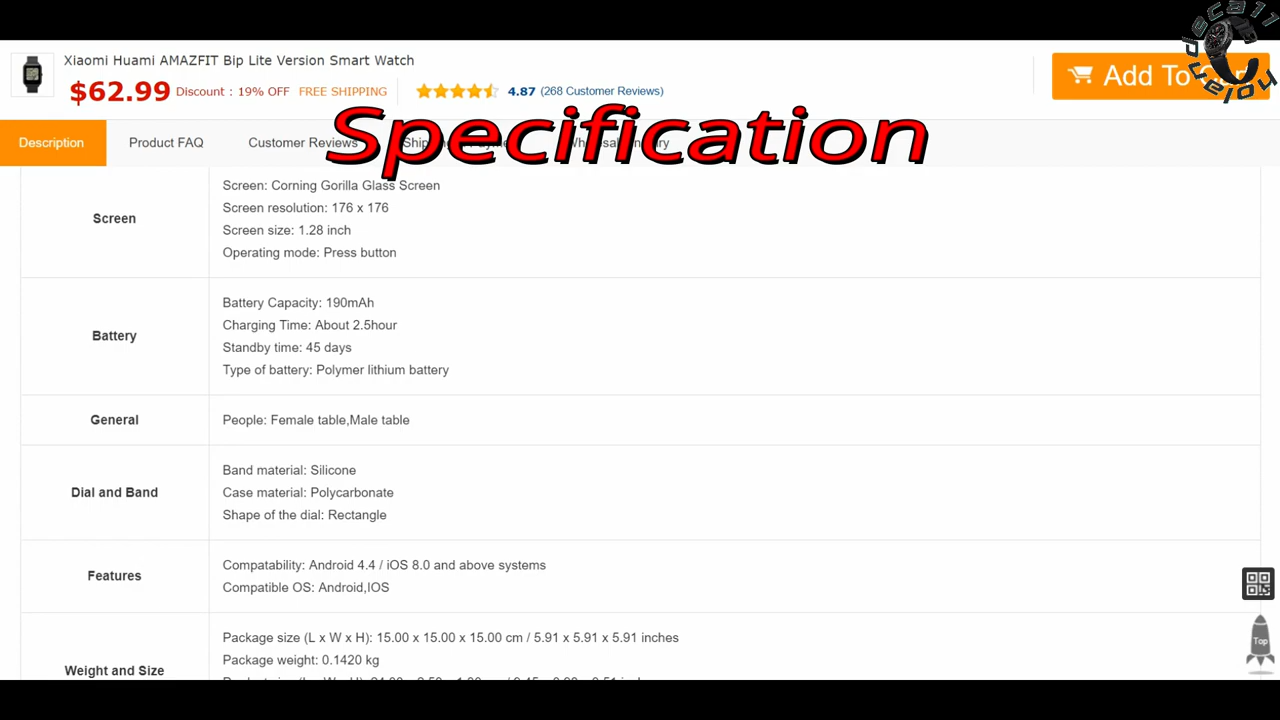 Xiaomi Huami AMAZFIT Bip Lite Version Smart Watch
$62.99 Discount : 19% OFF FREE SHIPPING 4.87 (268 Customer Reviews)
Add To
Specification
Description Product FAQ Customer Reviews
Screen
Screen: Corning Gorilla Glass Screen
Screen resolution: 176 x 176
Screen size: 1.28 inch
Operating mode: Press button
Battery
Battery Capacity: 190mAh
Charging Time: About 2.5hour
Standby time: 45 days
Type of battery: Polymer lithium battery
General
People: Female table,Male table
Dial and Band
Band material: Silicone
Case material: Polycarbonate
Shape of the dial: Rectangle
Features
Compatability: Android 4.4 / iOS 8.0 and above systems
Compatible OS: Android,IOS
Weight and Size
Package size (L x W x H): 15.00 x 15.00 x 15.00 cm / 5.91 x 5.91 x 5.91 inches
Package weight: 0.1420 kg
Top